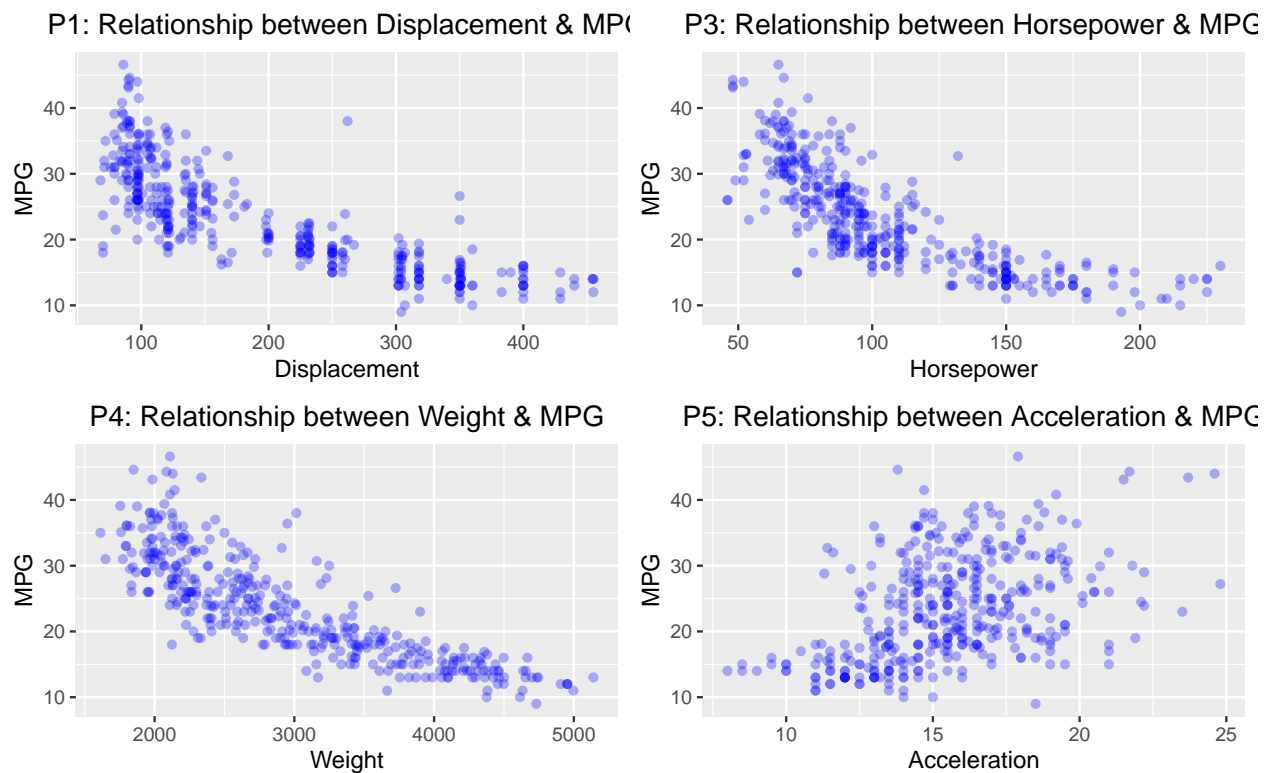 P1: Relationship between Displacement & MPG
40
30
20
10
MPG
100 200 300 400
Displacement
P3: Relationship between Horsepower & MPG
40
30
20
10
MPG
50 100 150 200
Horsepower
P4: Relationship between Weight & MPG
40
30
20
10
MPG
2000 3000 4000 5000
Weight
P5: Relationship between Acceleration & MPG
40
30
20
10
MPG
10 15 20 25
Acceleration